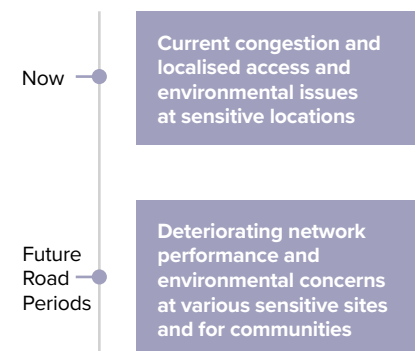 Now
Current congestion and
localised access and
environmental issues
at sensitive locations
Future
Road
Periods
Deteriorating network
performance and
environmental concerns
at various sensitive sites
and for communities